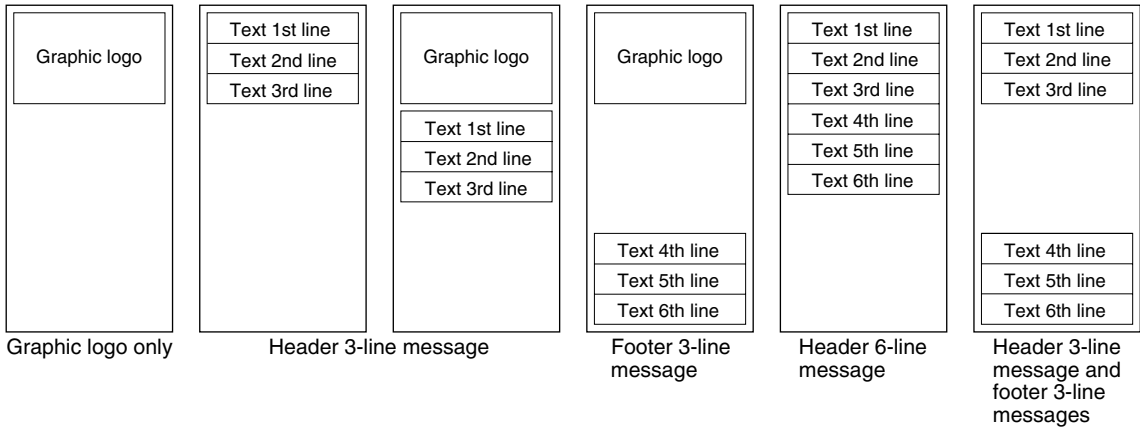 Graphic logo
Graphic logo only
Text 1st line
Text 2nd line
Text 3rd line
Graphic logo
Text 1st line
Text 2nd line
Text 3rd line
Header 3-line message
Graphic logo
Text 4th line
Text 5th line
Text 6th line
Footer 3-line
message
Text 1st line
Text 2nd line
Text 3rd line
Text 4th line
Text 5th line
Text 6th line
Header 6-line
message
Text 1st line
Text 2nd line
Text 3rd line
Text 4th line
Text 5th line
Text 6th line
Header 3-line
message and
footer 3-line
messages